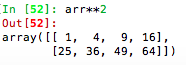 In [52]: arr**2
Out[52]:
array([[ 1,  4,  9, 16],
       [25, 36, 49, 64]])